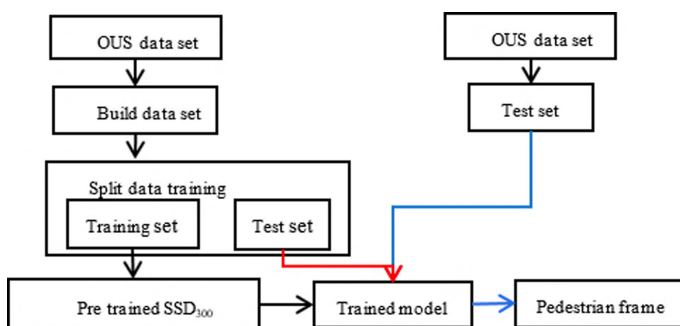 OUS data set
OUS data set
Build data set
Test set
Split data training
Training set
Test set
Pre trained SSD300
Trained model
Pedestrian frame